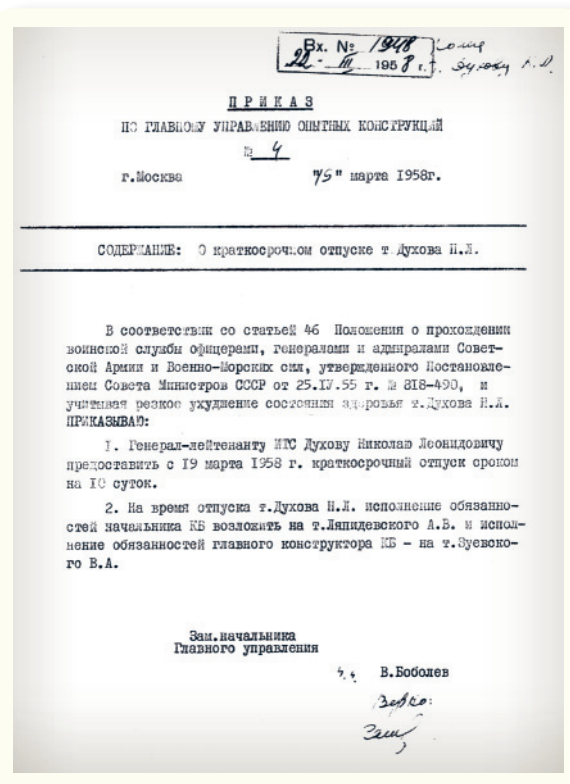 Вх. № 1948
22 - III 1958 г.
ПРИКАЗ
ПО ГЛАВНОМУ УПРАВЛЕНИЮ ОПЫТНЫХ КОНСТРУКЦИЙ
№ 4
г.Москва "15" марта 1958г.
СОДЕРЖАНИЕ: О краткосрочном отпуске т.Духова Н.Л.
В соответствии со статьей 46 Положения о прохождении
воинской службы офицерами, генералами и адмиралами Совет-
ской Армии и Военно-Морских сил, утвержденного Постановле-
нием Совета Министров СССР от 25.IУ.55 г. № 818-490, и
учитывая резкое ухудшение состояния здоровья т.Духова Н.Л.
ПРИКАЗЫВАЮ:
1. Генерал-лейтенанту ИТС Духову Николаю Леонидовичу
предоставить с 19 марта 1958 г. краткосрочный отпуск сроком
на 10 суток.
2. На время отпуска т.Духова Н.Л. исполнение обязанно-
стей начальника КБ возложить на т.Ляпидевского А.В. и испол-
нение обязанностей главного конструктора КБ - на т.Зуевско-
го В.А.
Зам.начальника
Главного управления
В.Боболев
Верно: